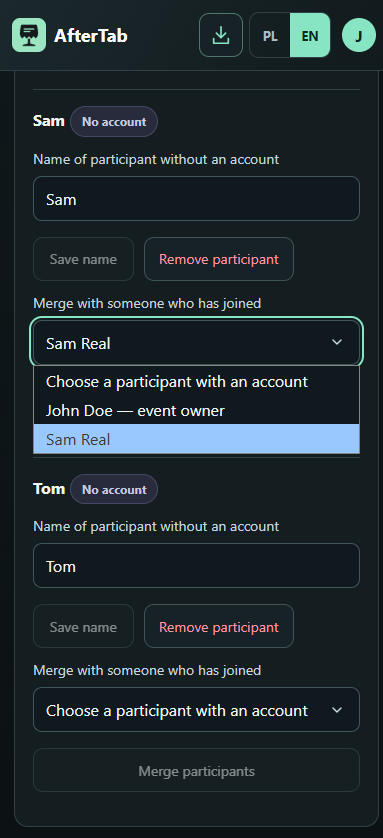 AfterTab
PL EN J
Sam No account
Name of participant without an account
Sam
Save name Remove participant
Merge with someone who has joined
Sam Real
Choose a participant with an account
John Doe — event owner
Sam Real
Tom No account
Name of participant without an account
Tom
Save name Remove participant
Merge with someone who has joined
Choose a participant with an account
Merge participants